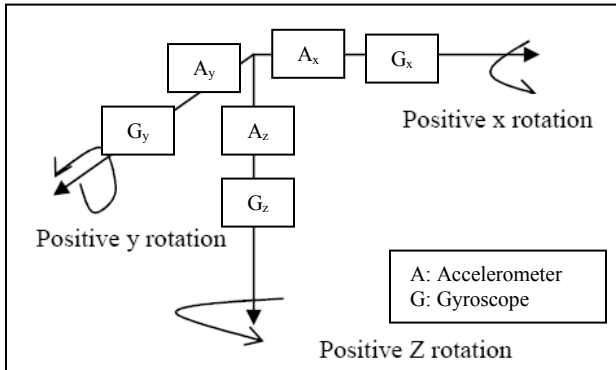 Ax
Gx
Ay
Positive x rotation
Gy
Az
Gz
Positive y rotation
A: Accelerometer
G: Gyroscope
Positive Z rotation